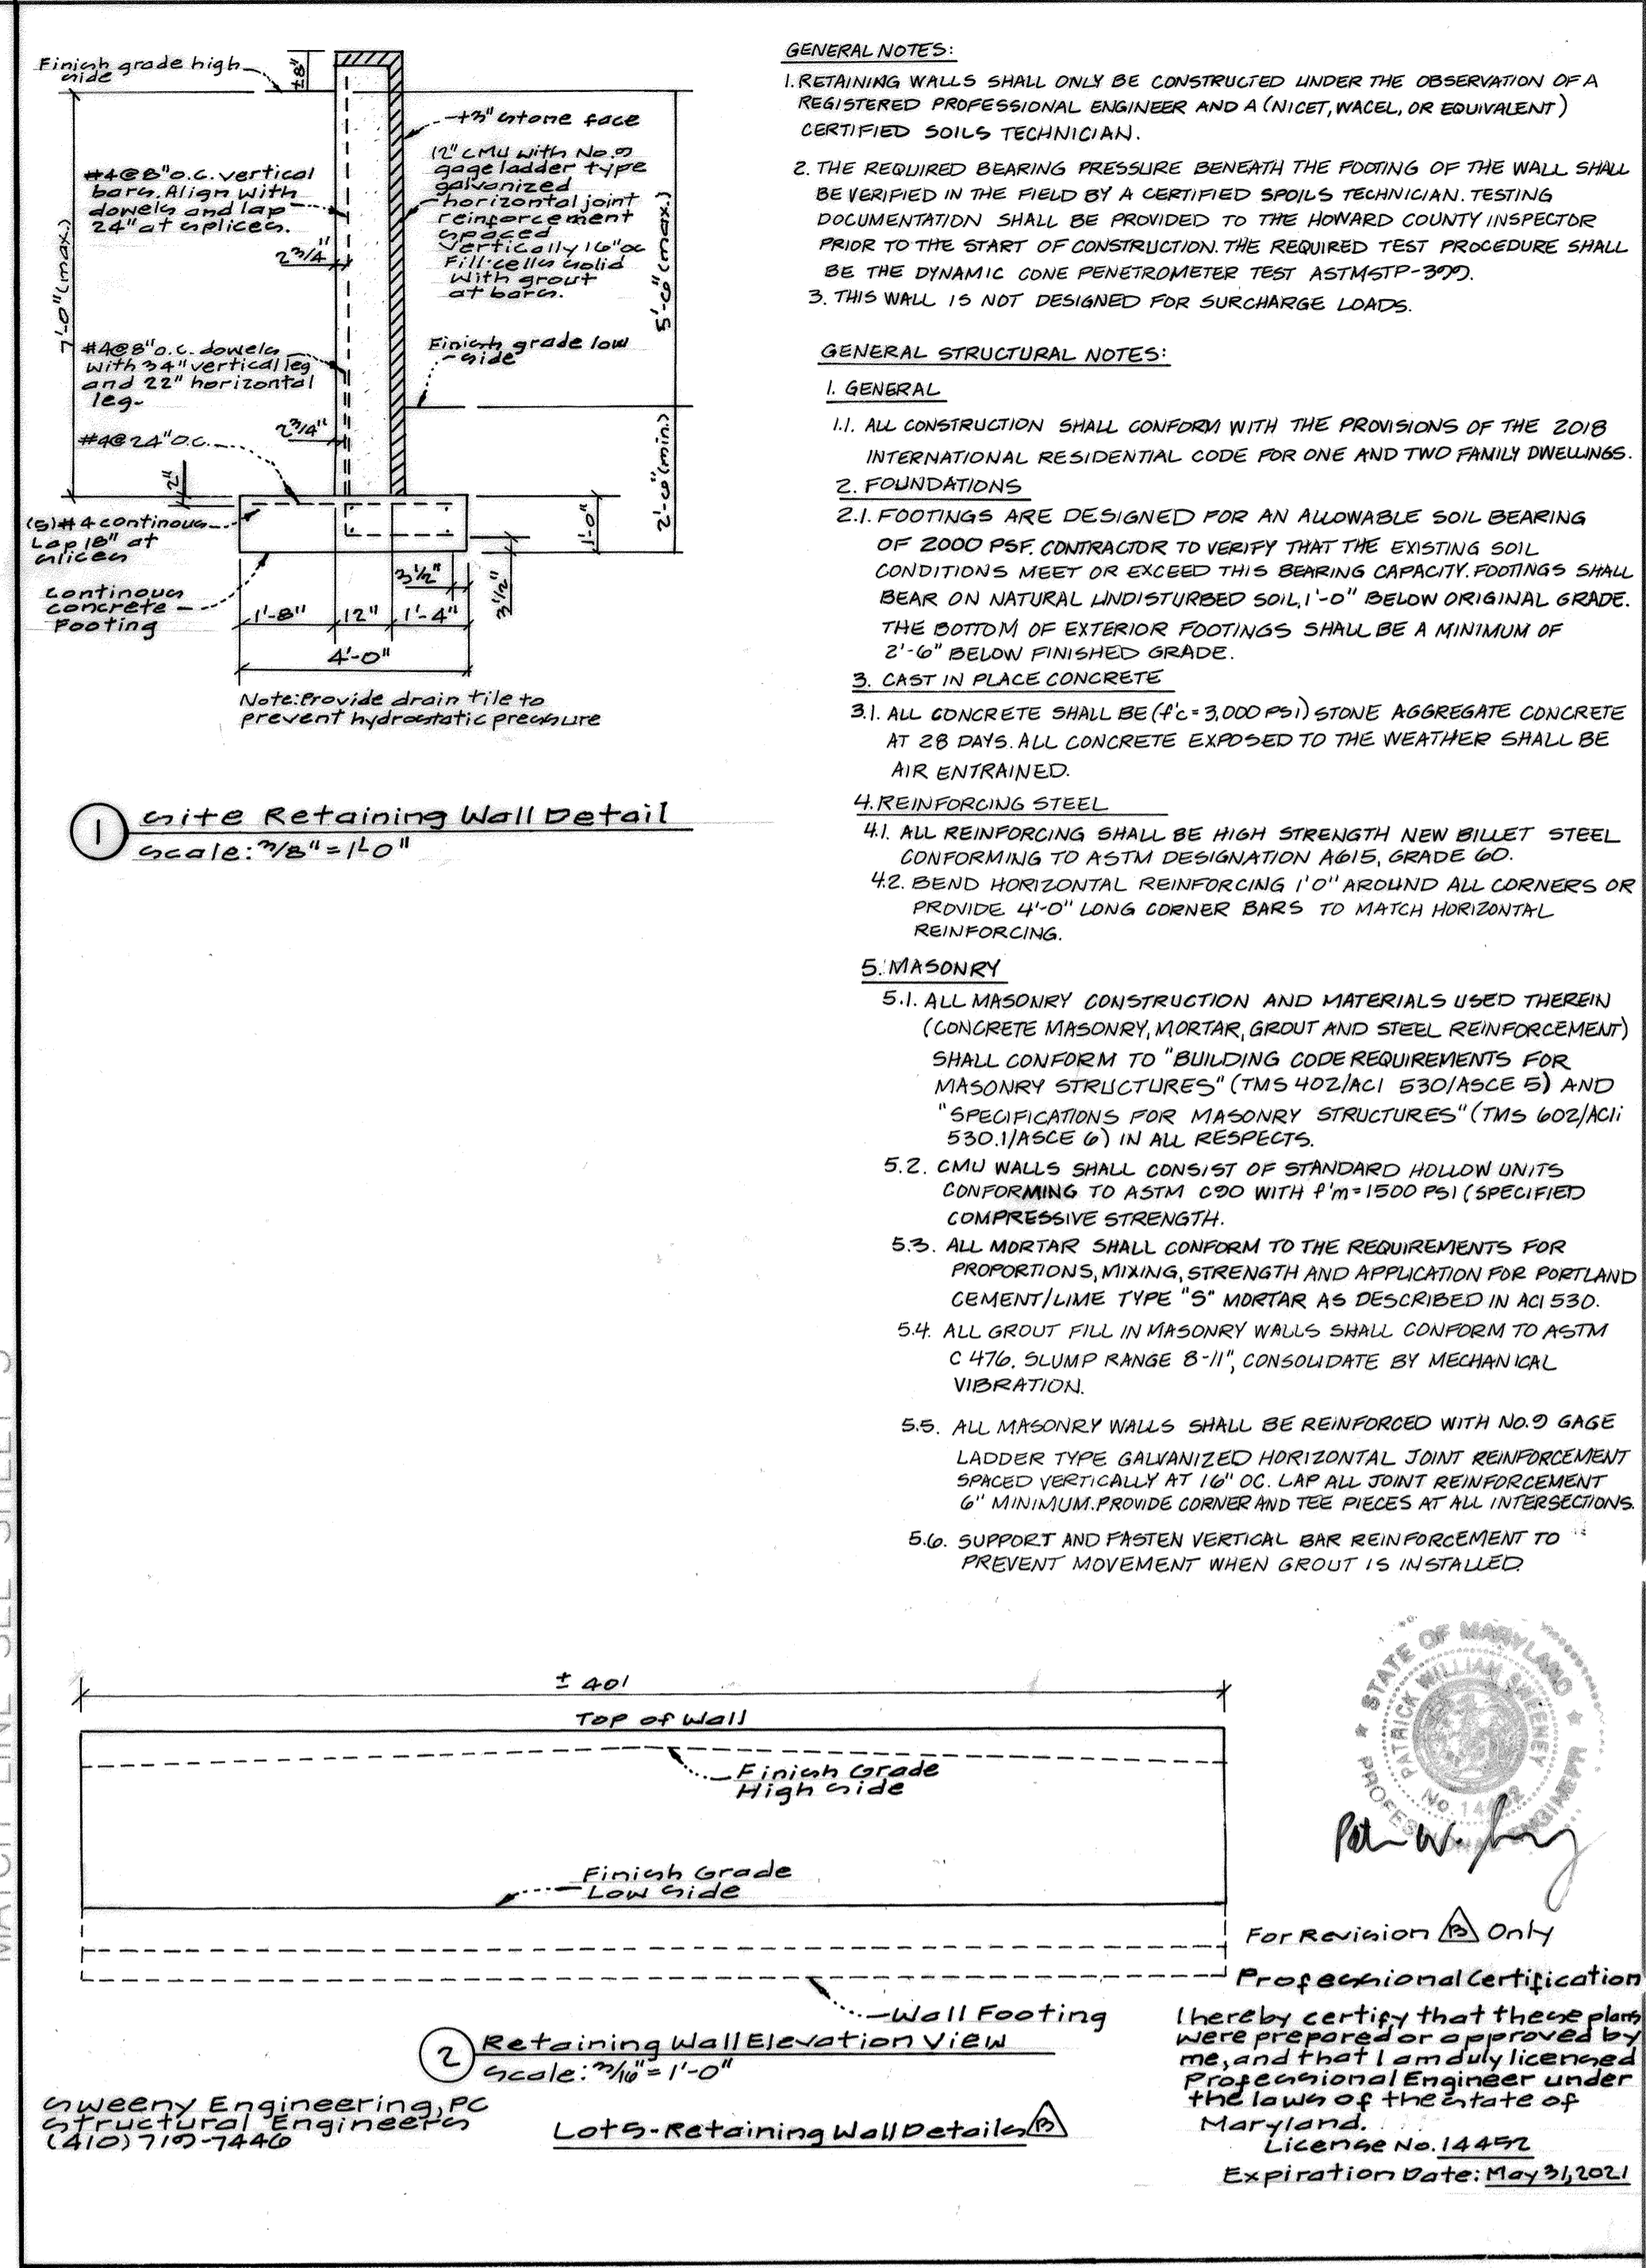 Finish grade high
side
±8"
+3" stone face
12" CMU with No.9
gage ladder type
galvanized
horizontal joint
reinforcement
spaced
Vertically 16" oc
Fill cells solid
with grout
at bars.
#4@8" o.c. vertical
bars. Align with
dowels and lap
24" at splices.
2 3/4"
7'-0" (max.)
5'-6" (max.)
#4@8" o.c. dowels
with 34" vertical leg
and 22" horizontal
leg.
Finish grade low
side
2 3/4"
#4@24" O.C.
2"
2'-6" (min.)
1'-0"
(5)#4 continous
Lap 18" at
slices
Continous
concrete
Footing
3 1/2"
3 1/2"
1'-8"
12"
1'-4"
4'-0"
Note: Provide drain tile to
prevent hydrostatic pressure
1
Site Retaining Wall Detail
Scale: 3/8" = 1'-0"
GENERAL NOTES:
1. RETAINING WALLS SHALL ONLY BE CONSTRUCTED UNDER THE OBSERVATION OF A
REGISTERED PROFESSIONAL ENGINEER AND A (NICET, WACEL, OR EQUIVALENT)
CERTIFIED SOILS TECHNICIAN.
2. THE REQUIRED BEARING PRESSURE BENEATH THE FOOTING OF THE WALL SHALL
BE VERIFIED IN THE FIELD BY A CERTIFIED SPOILS TECHNICIAN. TESTING
DOCUMENTATION SHALL BE PROVIDED TO THE HOWARD COUNTY INSPECTOR
PRIOR TO THE START OF CONSTRUCTION. THE REQUIRED TEST PROCEDURE SHALL
BE THE DYNAMIC CONE PENETROMETER TEST ASTM STP-399.
3. THIS WALL IS NOT DESIGNED FOR SURCHARGE LOADS.
GENERAL STRUCTURAL NOTES:
1. GENERAL
1.1. ALL CONSTRUCTION SHALL CONFORM WITH THE PROVISIONS OF THE 2018
INTERNATIONAL RESIDENTIAL CODE FOR ONE AND TWO FAMILY DWELLINGS.
2. FOUNDATIONS
2.1. FOOTINGS ARE DESIGNED FOR AN ALLOWABLE SOIL BEARING
OF 2000 PSF. CONTRACTOR TO VERIFY THAT THE EXISTING SOIL
CONDITIONS MEET OR EXCEED THIS BEARING CAPACITY. FOOTINGS SHALL
BEAR ON NATURAL UNDISTURBED SOIL, 1'-0" BELOW ORIGINAL GRADE.
THE BOTTOM OF EXTERIOR FOOTINGS SHALL BE A MINIMUM OF
2'-6" BELOW FINISHED GRADE.
3. CAST IN PLACE CONCRETE
3.1. ALL CONCRETE SHALL BE (f'c = 3,000 PSI) STONE AGGREGATE CONCRETE
AT 28 DAYS. ALL CONCRETE EXPOSED TO THE WEATHER SHALL BE
AIR ENTRAINED.
4. REINFORCING STEEL
4.1. ALL REINFORCING SHALL BE HIGH STRENGTH NEW BILLET STEEL
CONFORMING TO ASTM DESIGNATION A615, GRADE 60.
4.2. BEND HORIZONTAL REINFORCING 1'0" AROUND ALL CORNERS OR
PROVIDE 4'-0" LONG CORNER BARS TO MATCH HORIZONTAL
REINFORCING.
5. MASONRY
5.1. ALL MASONRY CONSTRUCTION AND MATERIALS USED THEREIN
(CONCRETE MASONRY, MORTAR, GROUT AND STEEL REINFORCEMENT)
SHALL CONFORM TO "BUILDING CODE REQUIREMENTS FOR
MASONRY STRUCTURES" (TMS 402/ACI 530/ASCE 5) AND
"SPECIFICATIONS FOR MASONRY STRUCTURES" (TMS 602/ACI
530.1/ASCE 6) IN ALL RESPECTS.
5.2. CMU WALLS SHALL CONSIST OF STANDARD HOLLOW UNITS
CONFORMING TO ASTM C90 WITH f'm = 1500 PSI (SPECIFIED
COMPRESSIVE STRENGTH.
5.3. ALL MORTAR SHALL CONFORM TO THE REQUIREMENTS FOR
PROPORTIONS, MIXING, STRENGTH AND APPLICATION FOR PORTLAND
CEMENT/LIME TYPE "S" MORTAR AS DESCRIBED IN ACI 530.
5.4. ALL GROUT FILL IN MASONRY WALLS SHALL CONFORM TO ASTM
C 476. SLUMP RANGE 8-11", CONSOLIDATE BY MECHANICAL
VIBRATION.
5.5. ALL MASONRY WALLS SHALL BE REINFORCED WITH NO.9 GAGE
LADDER TYPE GALVANIZED HORIZONTAL JOINT REINFORCEMENT
SPACED VERTICALLY AT 16" OC. LAP ALL JOINT REINFORCEMENT
6" MINIMUM. PROVIDE CORNER AND TEE PIECES AT ALL INTERSECTIONS.
5.6. SUPPORT AND FASTEN VERTICAL BAR REINFORCEMENT TO
PREVENT MOVEMENT WHEN GROUT IS INSTALLED.
± 40'
Top of Wall
Finish Grade
High Side
Finish Grade
Low Side
Wall Footing
2
Retaining Wall Elevation View
Scale: 3/16" = 1'-0"
Sweeny Engineering, PC
Structural Engineers
(410) 719-7446
Lot 5-Retaining Wall Details B
STATE OF MARYLAND
PATRICK WILLIAM SWEENEY
PROFESSIONAL ENGINEER
For Revision B Only
Professional Certification
I hereby certify that these plans
were prepared or approved by
me, and that I am duly licensed
Professional Engineer under
the laws of the state of
Maryland.
License No. 14452
Expiration Date: May 31, 2021